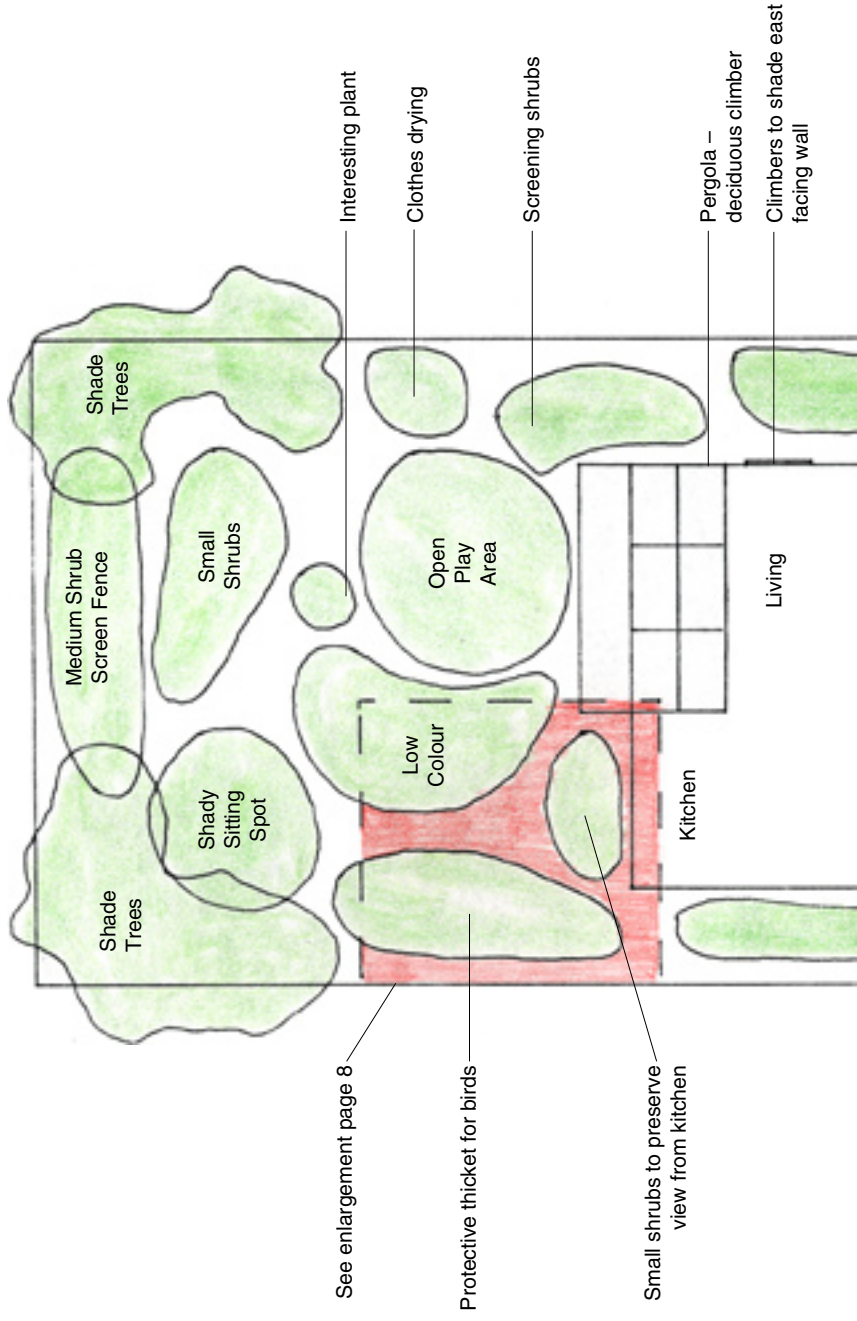 Shade
Trees
Medium Shrub
Screen Fence
Shade
Trees
Shady
Sitting
Spot
Small
Shrubs
Interesting plant
Clothes drying
Screening shrubs
Pergola –
deciduous climber
Climbers to shade east
facing wall
Low
Colour
Open
Play
Area
Kitchen
Living
See enlargement page 8
Protective thicket for birds
Small shrubs to preserve
view from kitchen